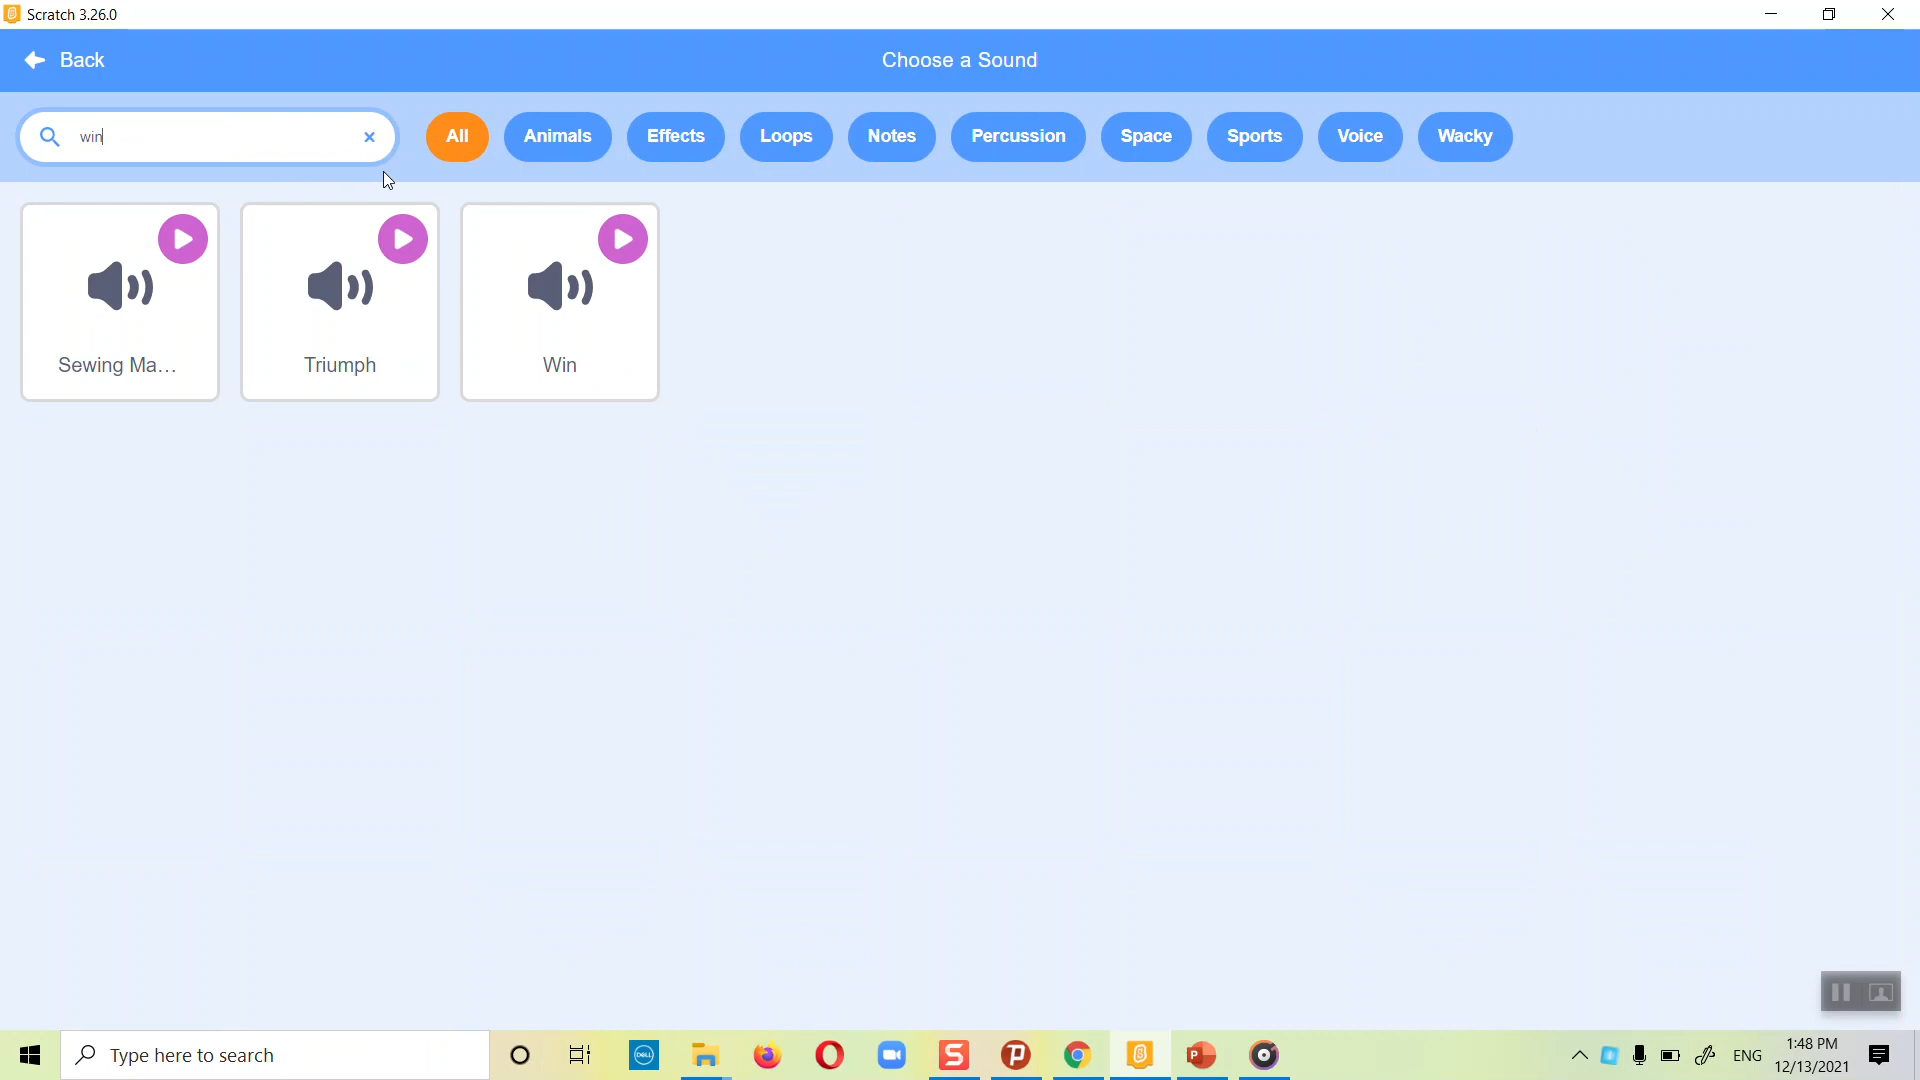 Scratch 3.26.0
Back
Choose a Sound
win
All
Animals
Effects
Loops
Notes
Percussion
Space
Sports
Voice
Wacky
Sewing Ma...
Triumph
Win
Type here to search
DELL
ENG
1:48 PM
12/13/2021